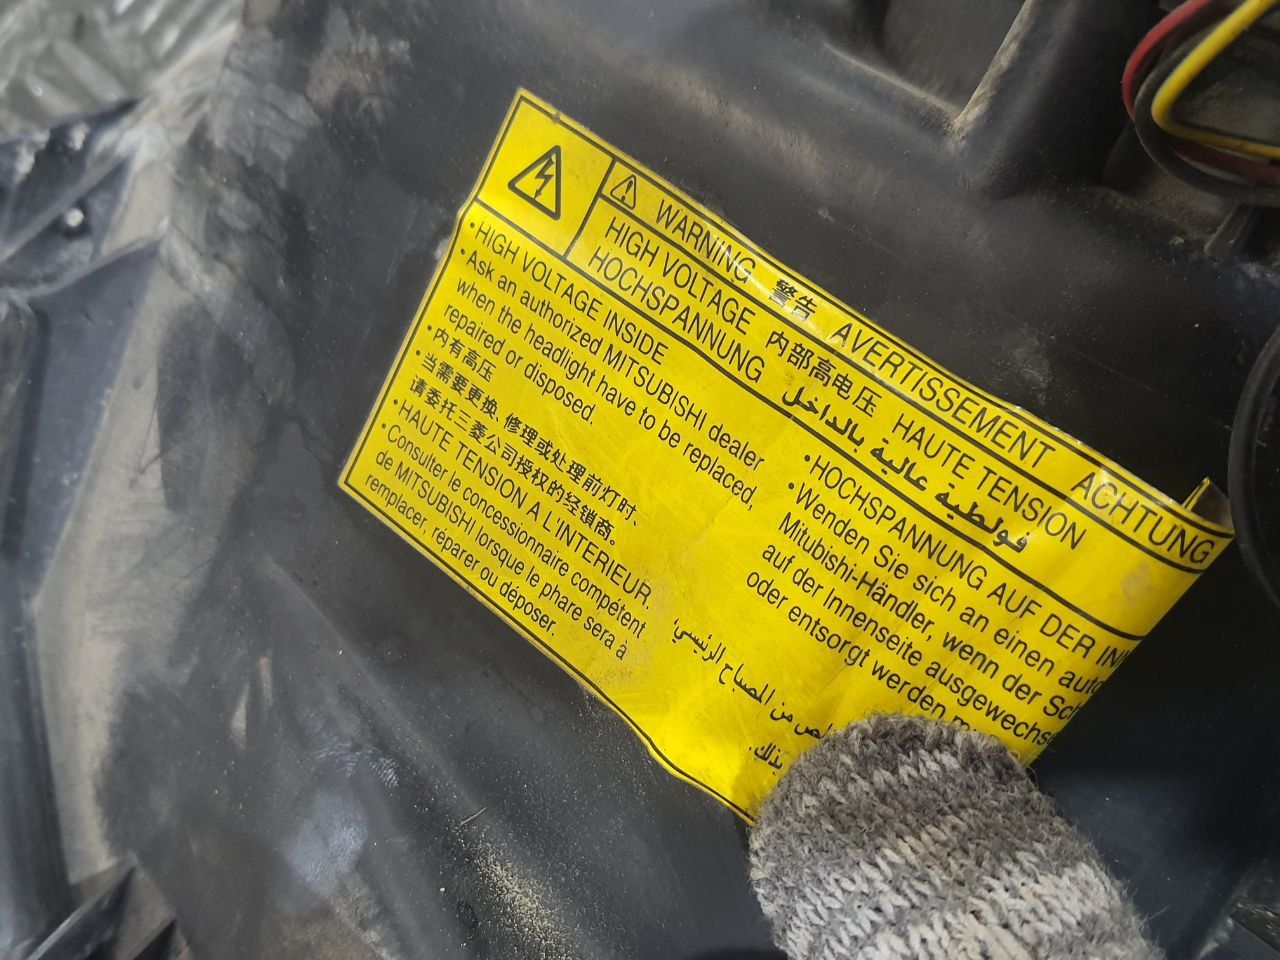 WARNING 警告 AVERTISSEMENT ACHTUNG
HIGH VOLTAGE 内部高电压 HAUTE TENSION
HOCHSPANNUNG فولطية عالية بالداخل
•HIGH VOLTAGE INSIDE
•Ask an authorized MITSUBISHI dealer
when the headlight have to be replaced,
repaired or disposed.
•内有高压
•当需要更换、修理或处理前灯时、
请委托三菱公司授权的经销商。
•HAUTE TENSION A L'INTERIEUR.
•Consulter le concessionnaire compétent
de MITSUBISHI lorsque le phare sera à
remplacer, réparer ou déposer.
•HOCHSPANNUNG AUF DER
•Wenden Sie sich an einen
Mitubishi-Händler, wenn der
auf der Innenseite
oder entsorgt werden
من المصباح الرئيسي،
بذلك.